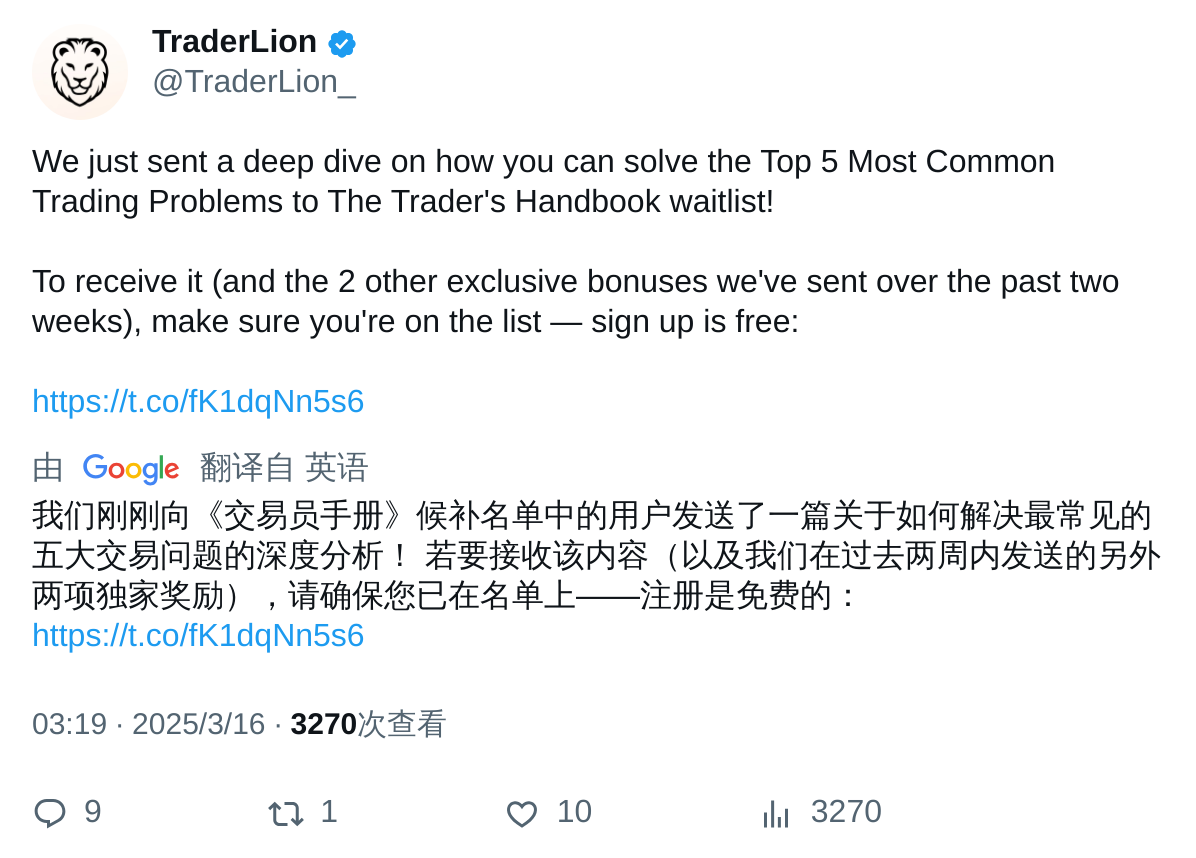 TraderLion
@TraderLion_
We just sent a deep dive on how you can solve the Top 5 Most Common
Trading Problems to The Trader's Handbook waitlist!
To receive it (and the 2 other exclusive bonuses we've sent over the past two
weeks), make sure you're on the list — sign up is free:
https://t.co/fK1dqNn5s6
由 Google 翻译自 英语
我们刚刚向《交易员手册》候补名单中的用户发送了一篇关于如何解决最常见的
五大交易问题的深度分析！ 若要接收该内容（以及我们在过去两周内发送的另外
两项独家奖励），请确保您已在名单上——注册是免费的：
https://t.co/fK1dqNn5s6
03:19 · 2025/3/16 · 3270次查看
9 1 10 3270